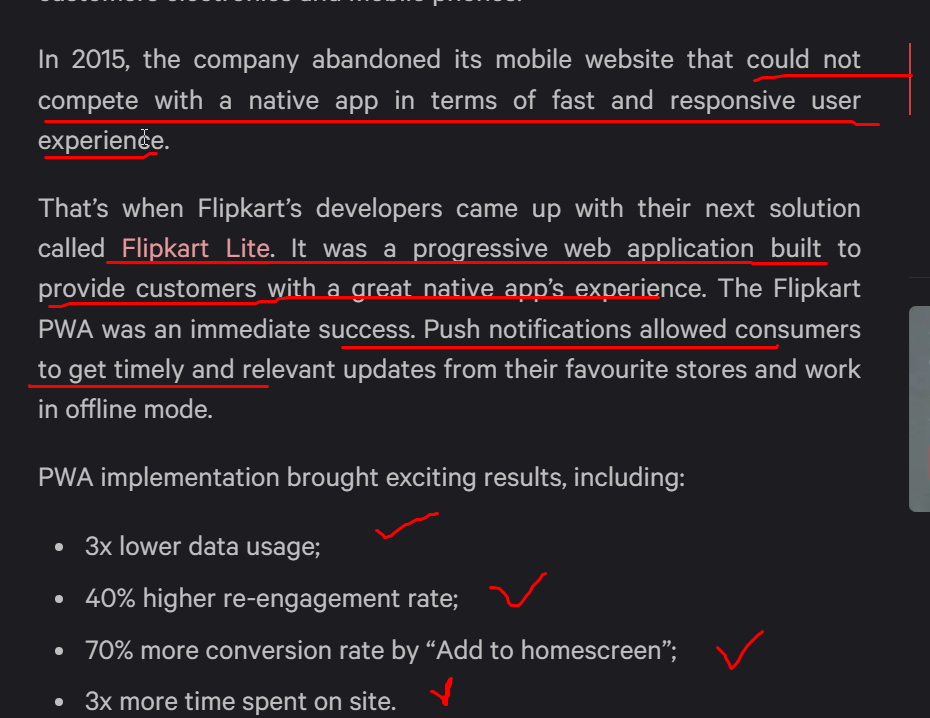 customers electronics and mobile phones.
In 2015, the company abandoned its mobile website that could not
compete with a native app in terms of fast and responsive user
experience.
That’s when Flipkart’s developers came up with their next solution
called Flipkart Lite. It was a progressive web application built to
provide customers with a great native app’s experience. The Flipkart
PWA was an immediate success. Push notifications allowed consumers
to get timely and relevant updates from their favourite stores and work
in offline mode.
PWA implementation brought exciting results, including:
• 3x lower data usage;
• 40% higher re-engagement rate;
• 70% more conversion rate by “Add to homescreen”;
• 3x more time spent on site.